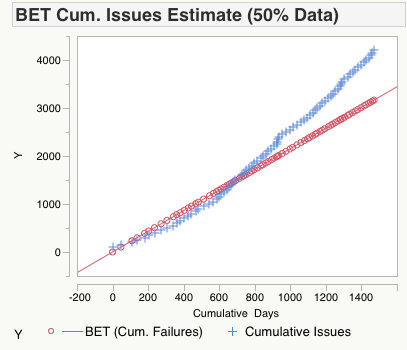 BET Cum. Issues Estimate (50% Data)
4000
3000
2000
1000
0
Y
-200 0 200 400 600 800 1000 1200 1400
Cumulative Days
Y BET (Cum. Failures) Cumulative Issues